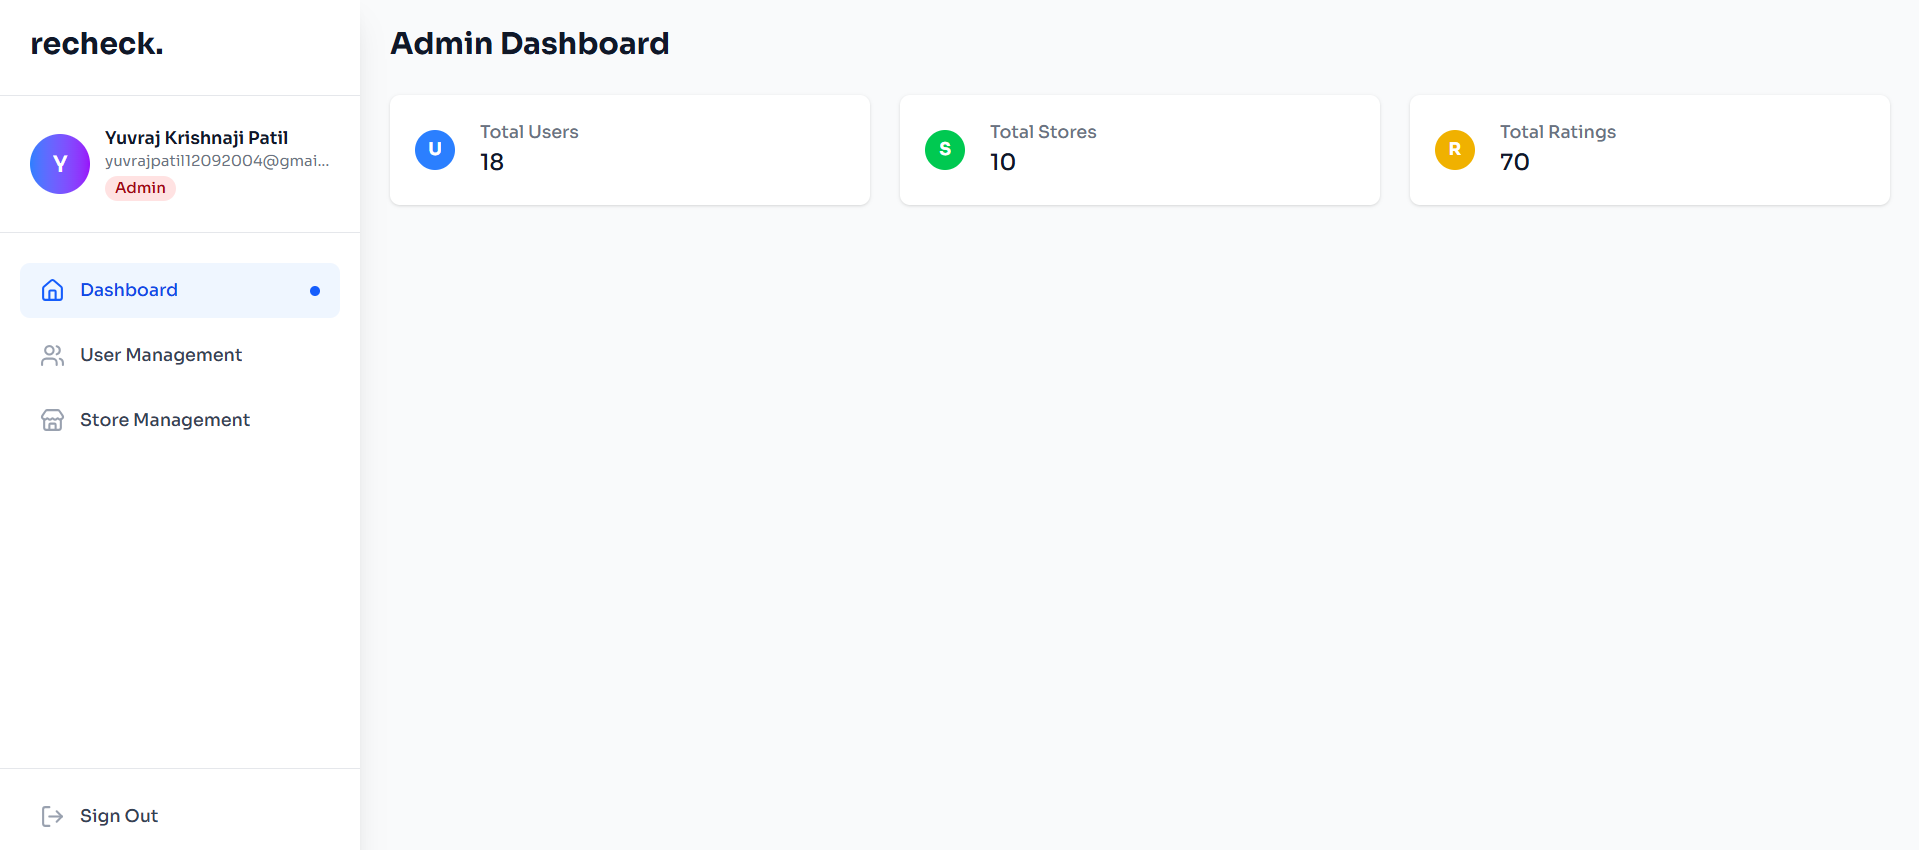 recheck.
Y
Yuvraj Krishnaji Patil
yuvrajpatil12092004@gmai...
Admin
Dashboard
User Management
Store Management
Sign Out
Admin Dashboard
U
Total Users
18
S
Total Stores
10
R
Total Ratings
70